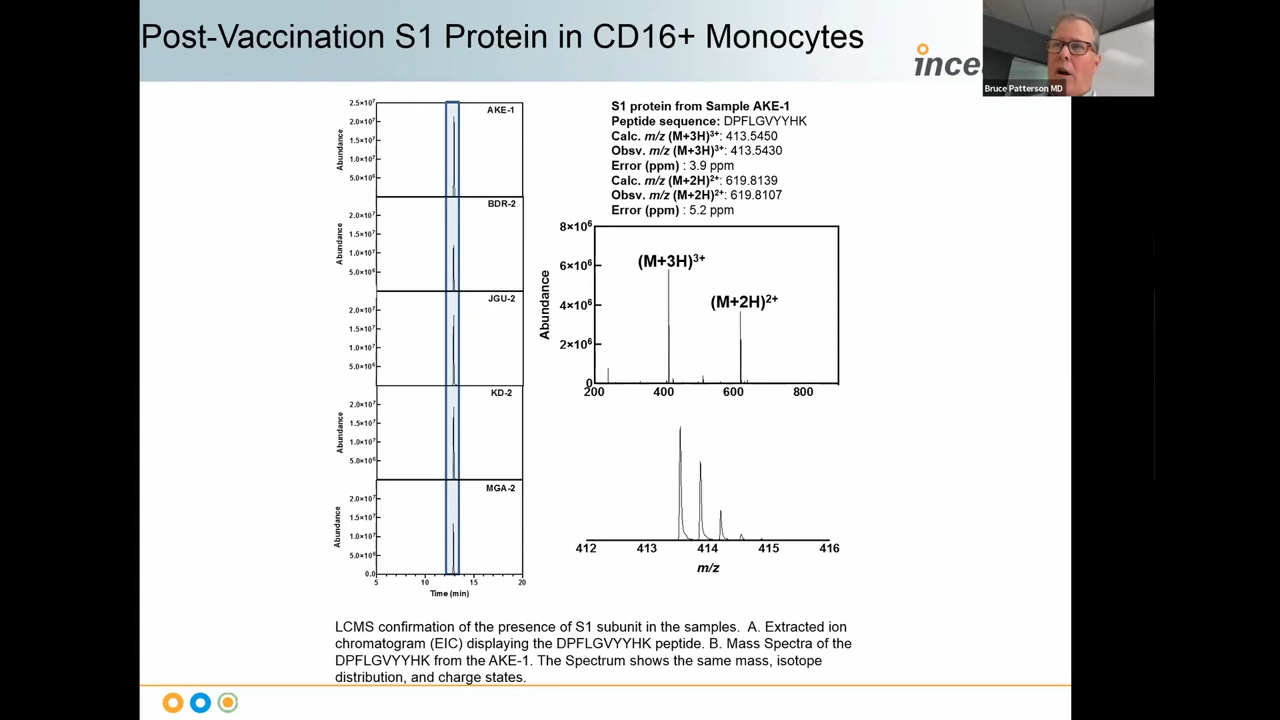 Post-Vaccination S1 Protein in CD16+ Monocytes
Bruce Patterson MD
2.5×10⁷
2.0×10⁷
1.5×10⁷
1.0×10⁷
5.0×10⁶
Abundance
AKE-1
2.0×10⁷
1.5×10⁷
1.0×10⁷
5.0×10⁶
Abundance
BDR-2
2.0×10⁷
1.5×10⁷
1.0×10⁷
5.0×10⁶
Abundance
JGU-2
2.0×10⁷
1.5×10⁷
1.0×10⁷
5.0×10⁶
Abundance
KD-2
2.0×10⁷
1.5×10⁷
1.0×10⁷
5.0×10⁶
0.0
Abundance
MGA-2
5 10 15 20
Time (min)
S1 protein from Sample AKE-1
Peptide sequence: DPFLGVYYHK
Calc. m/z (M+3H)³⁺: 413.5450
Obsv. m/z (M+3H)³⁺: 413.5430
Error (ppm) : 3.9 ppm
Calc. m/z (M+2H)²⁺: 619.8139
Obsv. m/z (M+2H)²⁺: 619.8107
Error (ppm) : 5.2 ppm
8×10⁶
6×10⁶
4×10⁶
2×10⁶
0
Abundance
(M+3H)³⁺
(M+2H)²⁺
200 400 600 800
412 413 414 415 416
m/z
LCMS confirmation of the presence of S1 subunit in the samples. A. Extracted ion
chromatogram (EIC) displaying the DPFLGVYYHK peptide. B. Mass Spectra of the
DPFLGVYYHK from the AKE-1. The Spectrum shows the same mass, isotope
distribution, and charge states.